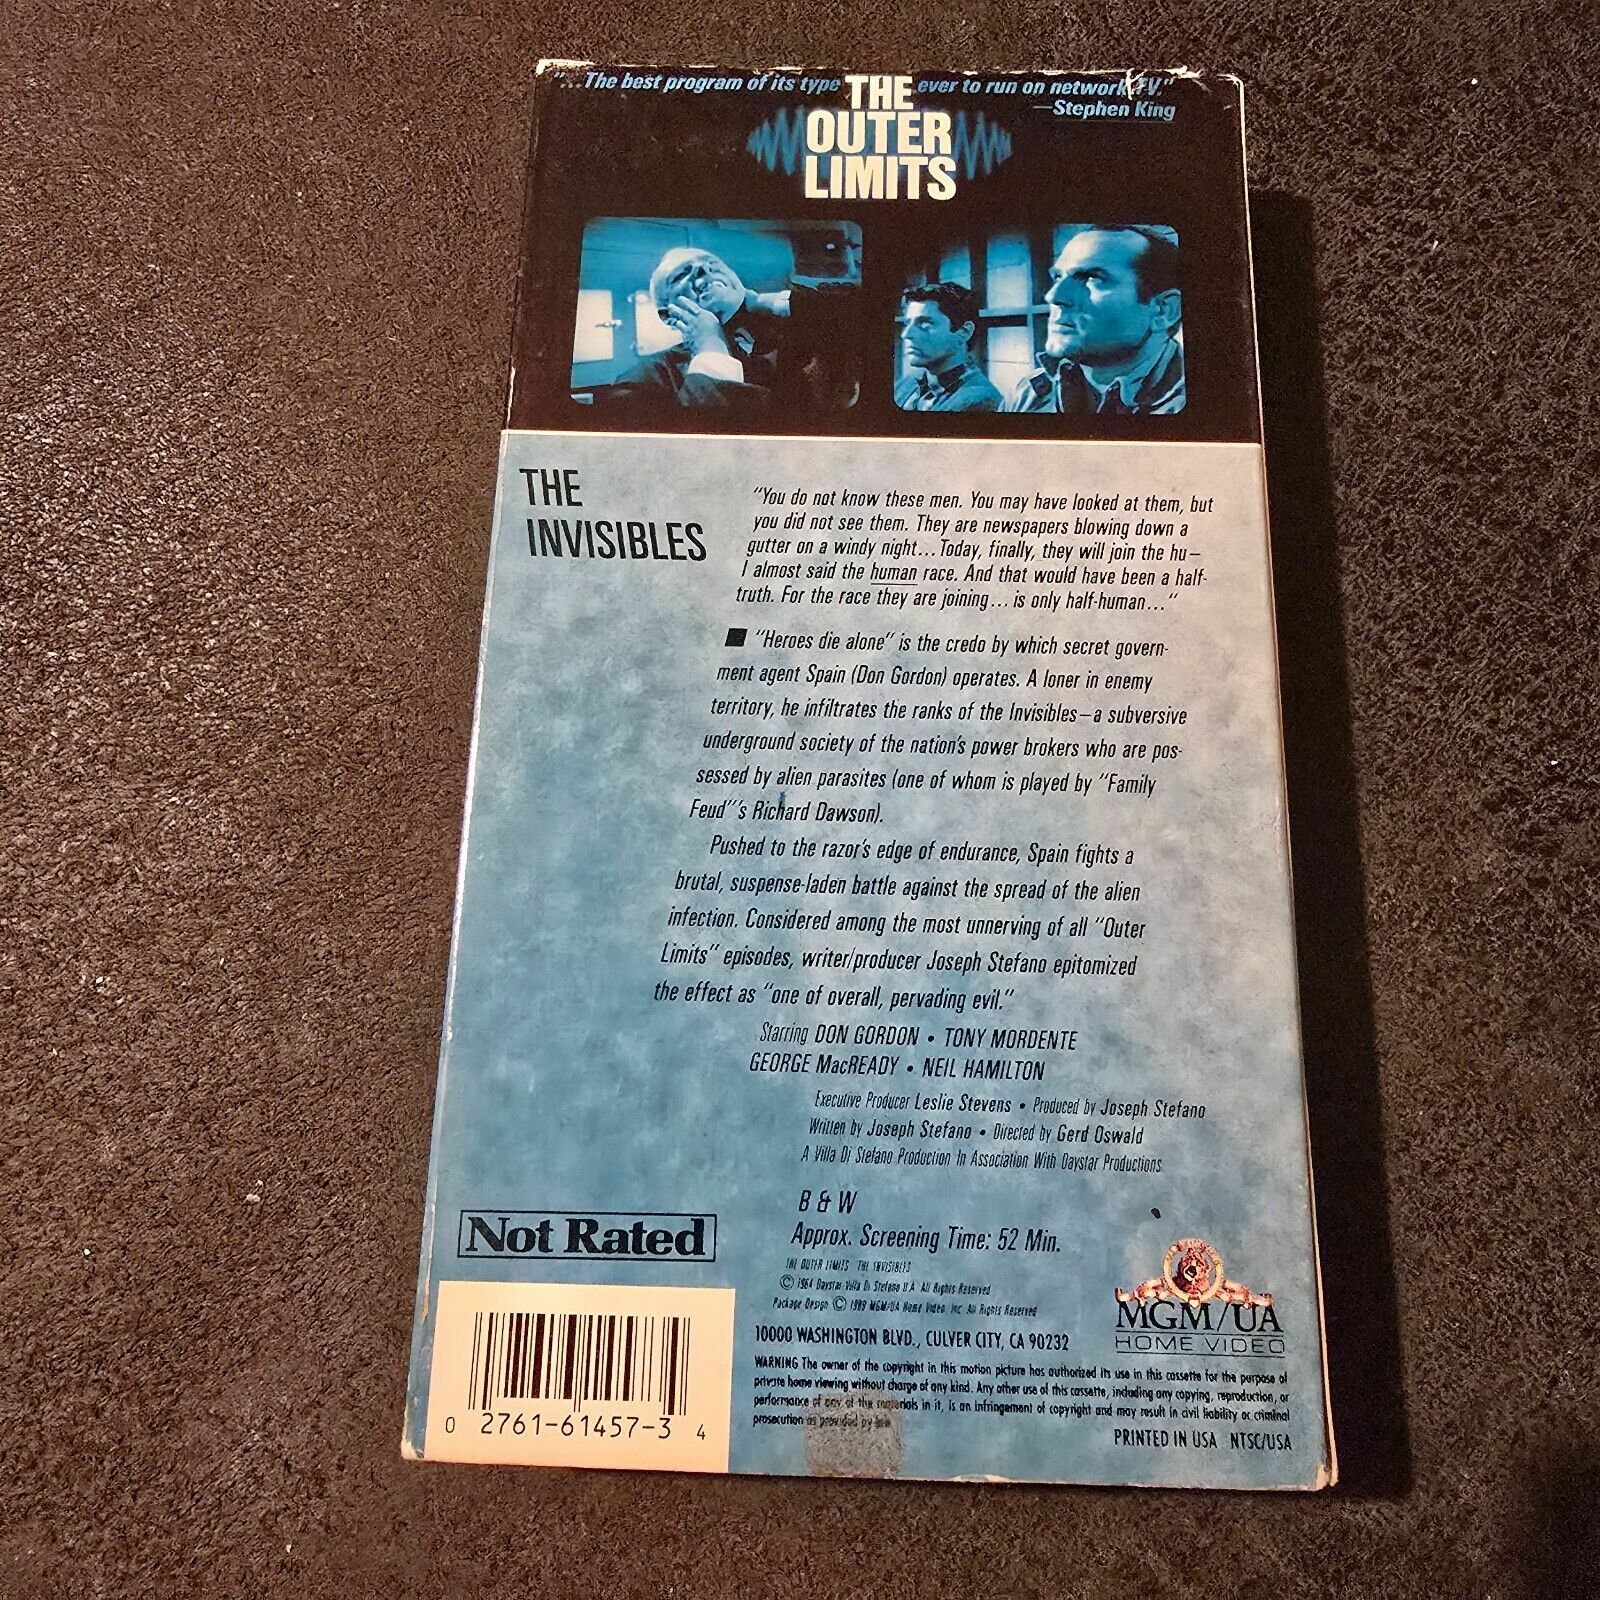 "...The best program of its type ever to run on network TV."
—Stephen King
THE
OUTER
LIMITS
THE
INVISIBLES
"You do not know these men. You may have looked at them, but
you did not see them. They are newspapers blowing down a
gutter on a windy night... Today, finally, they will join the hu—
I almost said the human race. And that would have been a half-
truth. For the race they are joining... is only half-human..."
■ "Heroes die alone" is the credo by which secret govern-
ment agent Spain (Don Gordon) operates. A loner in enemy
territory, he infiltrates the ranks of the Invisibles—a subversive
underground society of the nation's power brokers who are pos-
sessed by alien parasites (one of whom is played by "Family
Feud"'s Richard Dawson).
Pushed to the razor's edge of endurance, Spain fights a
brutal, suspense-laden battle against the spread of the alien
infection. Considered among the most unnerving of all "Outer
Limits" episodes, writer/producer Joseph Stefano epitomized
the effect as "one of overall, pervading evil."
Starring DON GORDON • TONY MORDENTE
GEORGE MacREADY • NEIL HAMILTON
Executive Producer Leslie Stevens • Produced by Joseph Stefano
Written by Joseph Stefano • Directed by Gerd Oswald
A Villa Di Stefano Production In Association With Daystar Productions
B & W
Approx. Screening Time: 52 Min.
Not Rated
THE OUTER LIMITS THE INVISIBLES
© 1964 Daystar Villa Di Stefano U.A. All Rights Reserved
Package Design © 1989 MGM/UA Home Video, Inc. All Rights Reserved
10000 WASHINGTON BLVD., CULVER CITY, CA 90232
MGM/UA
HOME VIDEO
WARNING The owner of the copyright in this motion picture has authorized its use in this cassette for the purpose of
private home viewing without charge of any kind. Any other use of this cassette, including any copying, reproduction, or
performance of any of the materials in it, is an infringement of copyright and may result in civil liability or criminal
prosecution as provided by law
PRINTED IN USA NTSC/USA
0 2761-61457-3 4